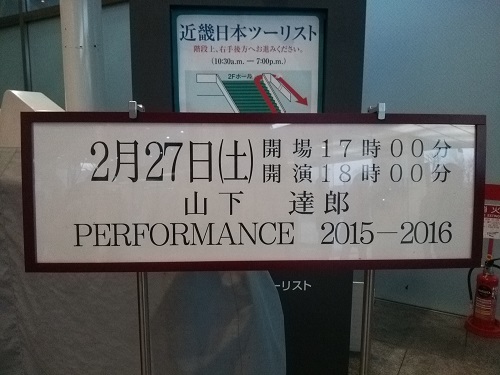 近畿日本ツーリスト
階段上、右手後方へお進みください。
(10:30a.m. ― 7:00p.m.)
2Fホール
2月27日(土) 開場17時00分
開演18時00分
山下 達郎
PERFORMANCE 2015－2016
ーリスト